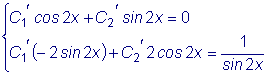 C₁′ cos 2x + C₂′ sin 2x = 0
C₁′(−2 sin 2x) + C₂′ 2 cos 2x = 1/sin 2x